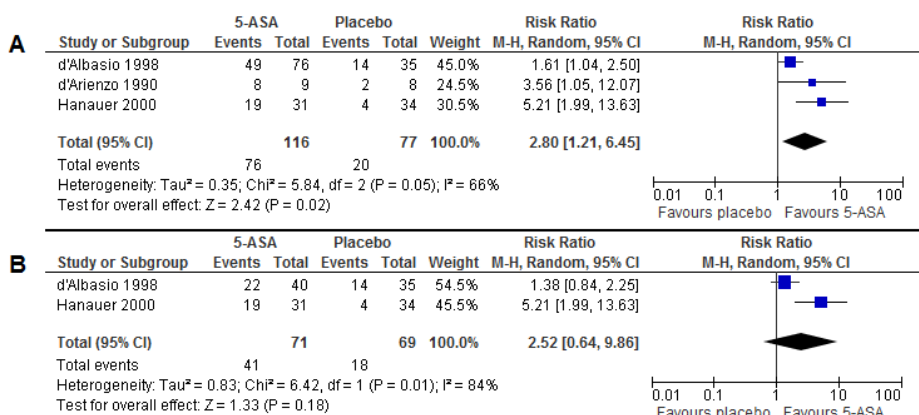 A
5-ASA Placebo Risk Ratio Risk Ratio
Study or Subgroup Events Total Events Total Weight M-H, Random, 95% CI M-H, Random, 95% CI
d'Albasio 1998 49 76 14 35 45.0% 1.61 [1.04, 2.50]
d'Arienzo 1990 8 9 2 8 24.5% 3.56 [1.05, 12.07]
Hanauer 2000 19 31 4 34 30.5% 5.21 [1.99, 13.63]
Total (95% CI) 116 77 100.0% 2.80 [1.21, 6.45]
Total events 76 20
Heterogeneity: Tau² = 0.35; Chi² = 5.84, df = 2 (P = 0.05); I² = 66%
Test for overall effect: Z = 2.42 (P = 0.02)
0.01 0.1 1 10 100
Favours placebo Favours 5-ASA
B
5-ASA Placebo Risk Ratio Risk Ratio
Study or Subgroup Events Total Events Total Weight M-H, Random, 95% CI M-H, Random, 95% CI
d'Albasio 1998 22 40 14 35 54.5% 1.38 [0.84, 2.25]
Hanauer 2000 19 31 4 34 45.5% 5.21 [1.99, 13.63]
Total (95% CI) 71 69 100.0% 2.52 [0.64, 9.86]
Total events 41 18
Heterogeneity: Tau² = 0.83; Chi² = 6.42, df = 1 (P = 0.01); I² = 84%
Test for overall effect: Z = 1.33 (P = 0.18)
0.01 0.1 1 10 100
Favours placebo Favours 5-ASA